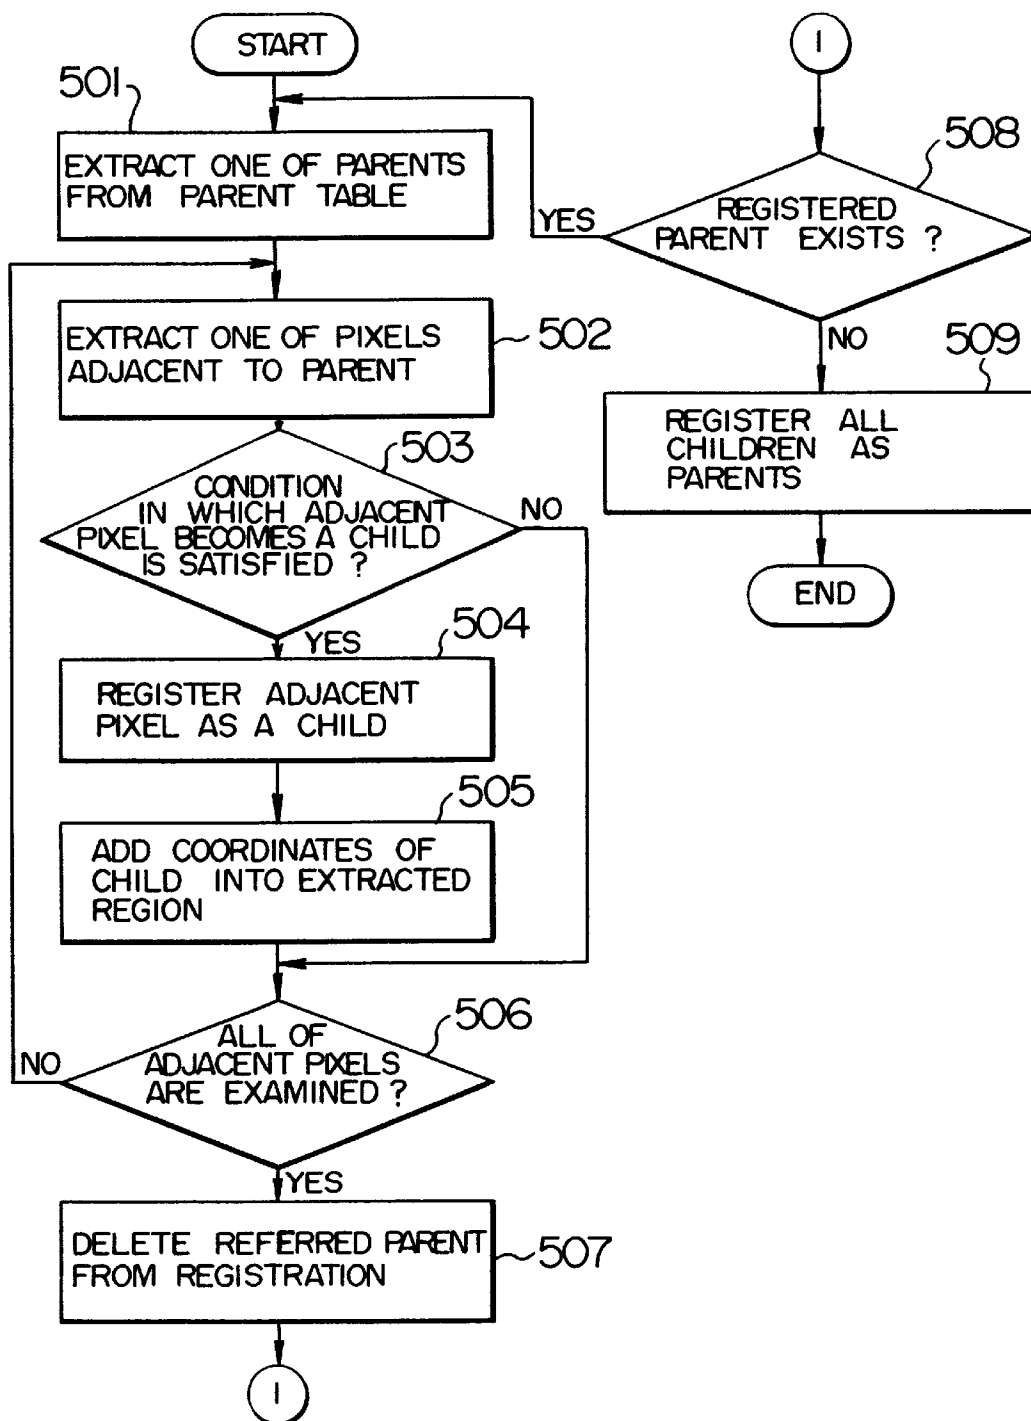 START
501
EXTRACT ONE OF PARENTS
FROM PARENT TABLE
502
EXTRACT ONE OF PIXELS
ADJACENT TO PARENT
503
CONDITION
IN WHICH ADJACENT
PIXEL BECOMES A CHILD
IS SATISFIED ?
NO
YES
504
REGISTER ADJACENT
PIXEL AS A CHILD
505
ADD COORDINATES OF
CHILD INTO EXTRACTED
REGION
506
ALL OF
ADJACENT PIXELS
ARE EXAMINED ?
NO
YES
DELETE REFERRED PARENT
FROM REGISTRATION
507
1
1
508
REGISTERED
PARENT EXISTS ?
YES
NO
509
REGISTER ALL
CHILDREN AS
PARENTS
END